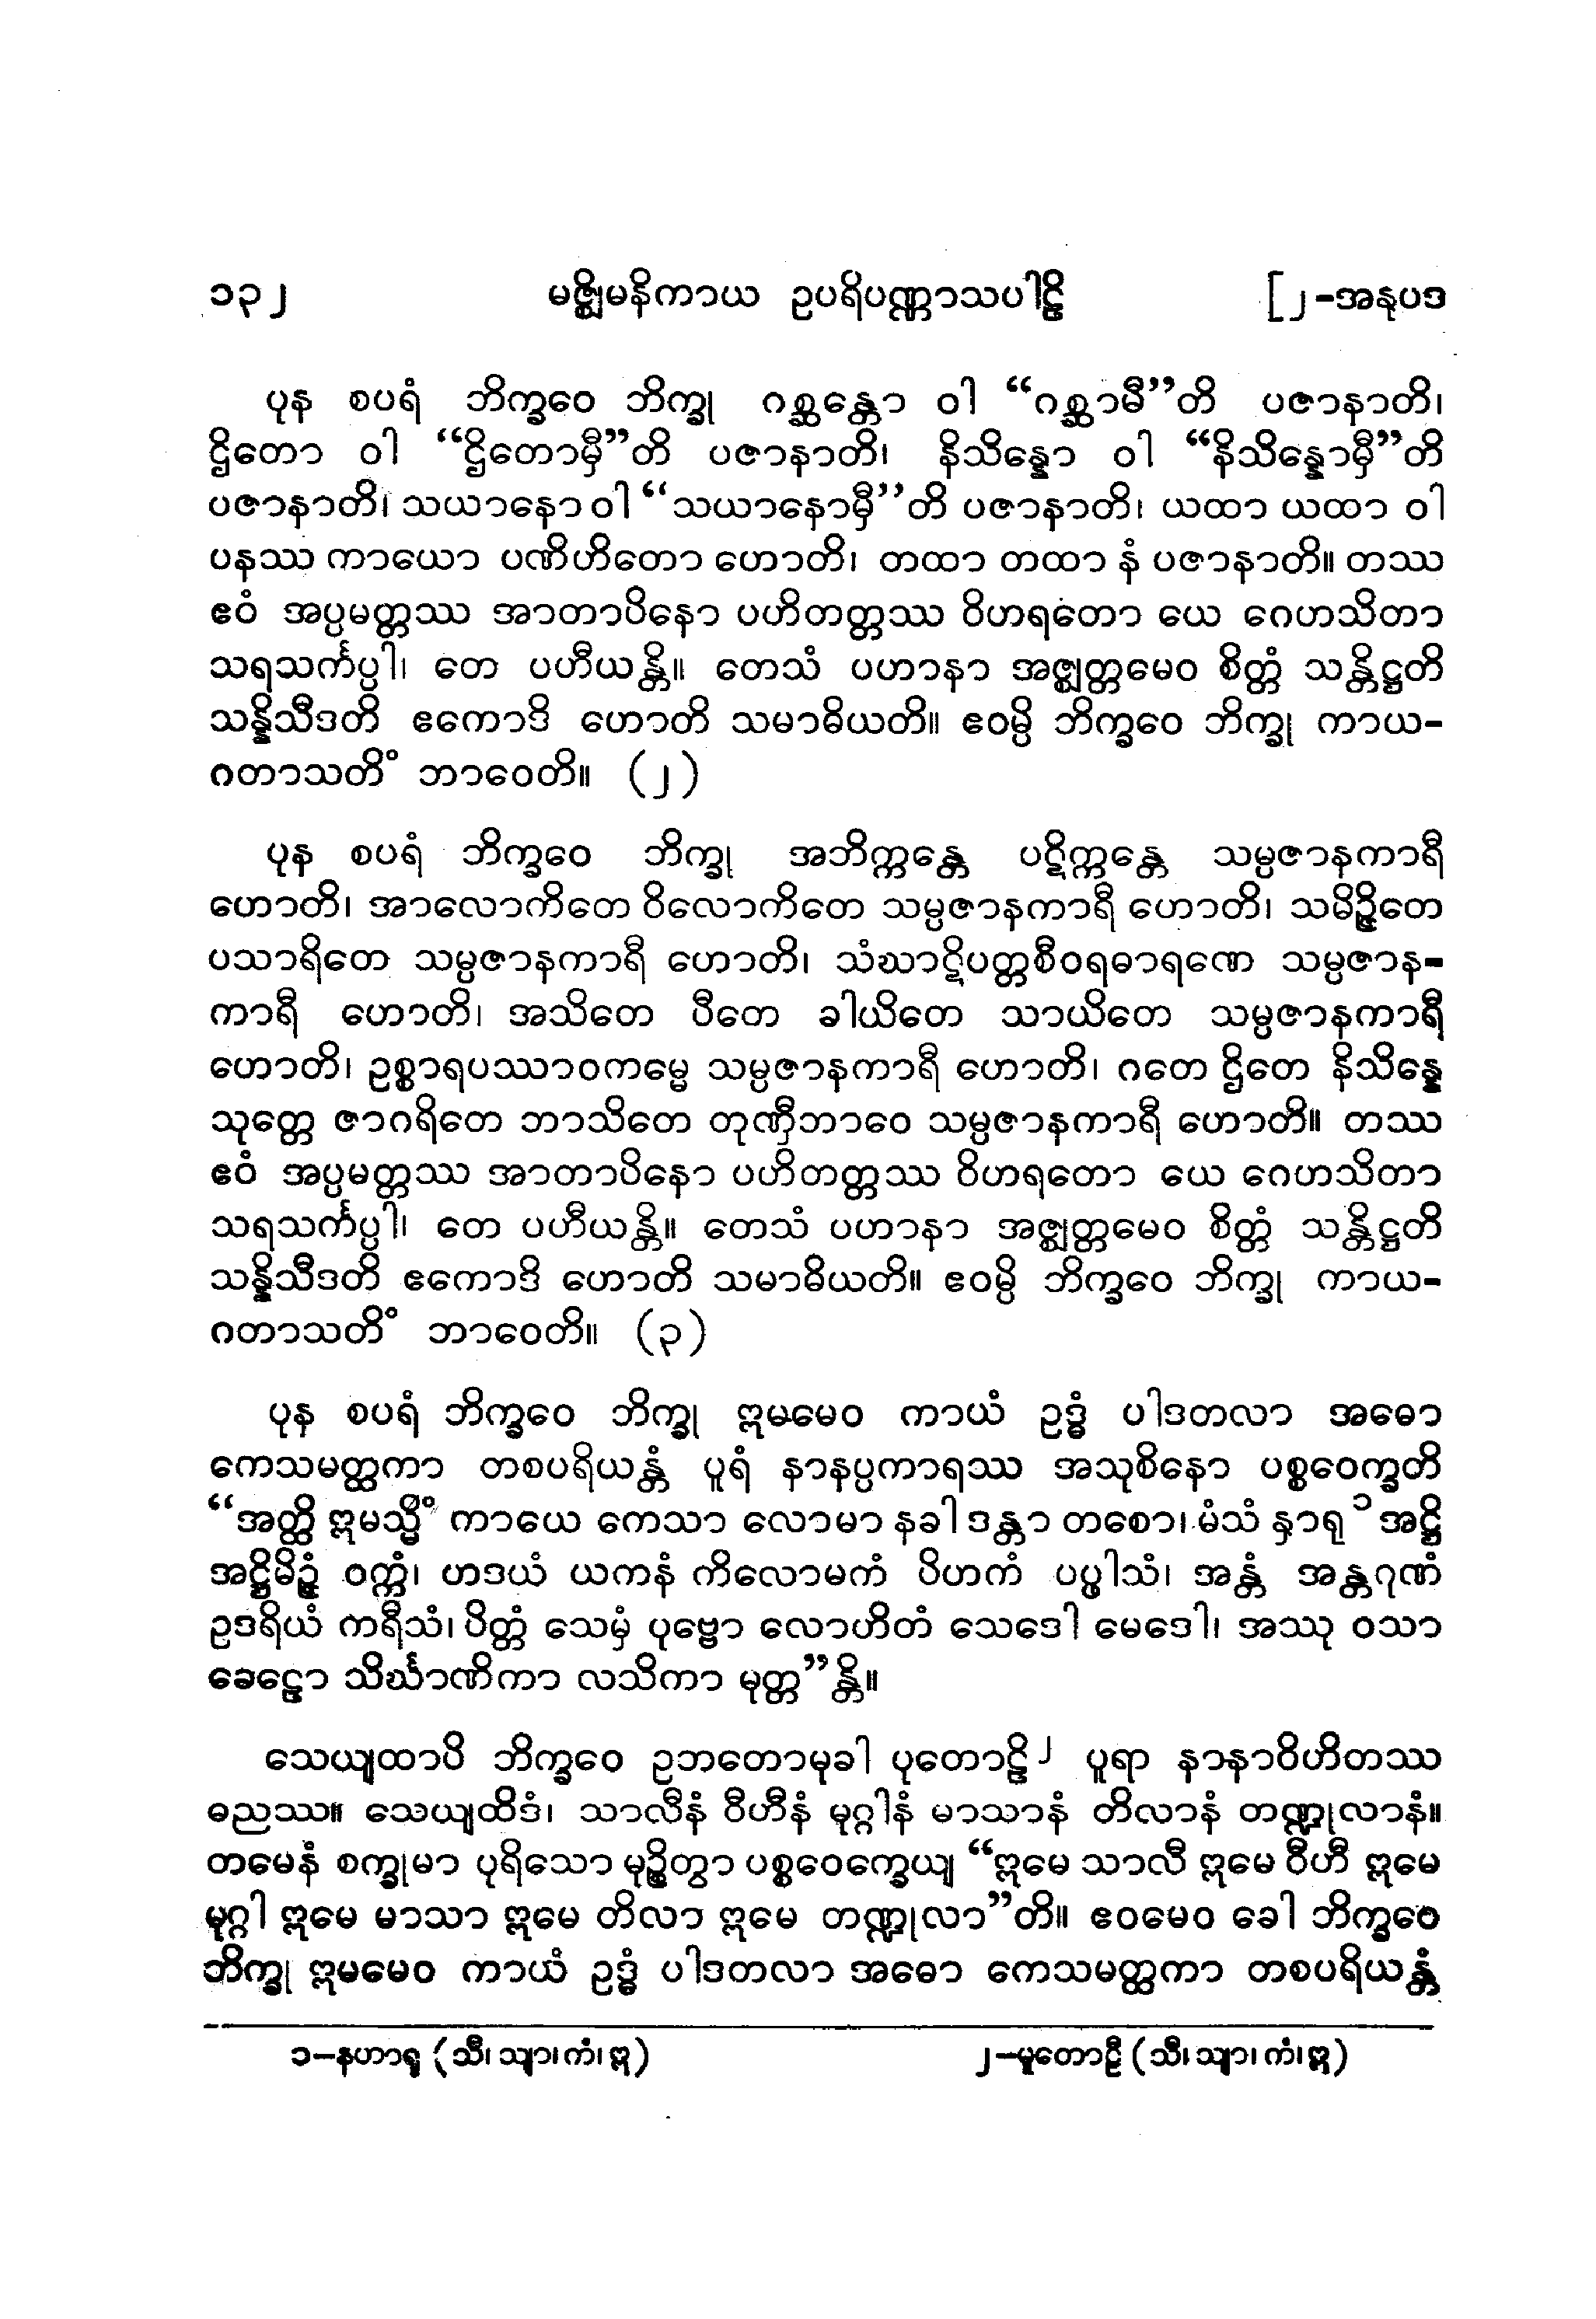 ၁၃၂ မဇ္ဈိမနိကာယ ဥပရိပဏ္ဏာသပါဠိ [၂-အနုပဒ
ပုန စပရံ ဘိက္ခဝေ ဘိက္ခု ဂစ္ဆန္တော ဝါ “ဂစ္ဆာမီ”တိ ပဇာနာတိ၊
ဌိတော ဝါ “ဌိတောမှီ”တိ ပဇာနာတိ၊ နိသိန္နော ဝါ “နိသိန္နောမှီ”တိ
ပဇာနာတိ၊ သယာနော ဝါ “သယာနောမှီ”တိ ပဇာနာတိ၊ ယထာ ယထာ ဝါ
ပနဿ ကာယော ပဏိဟိတော ဟောတိ၊ တထာ တထာ နံ ပဇာနာတိ။ တဿ
ဧဝံ အပ္ပမတ္တဿ အာတာပိနော ပဟိတတ္တဿ ဝိဟရတော ယေ ဂေဟသိတာ
သရသင်္ကပ္ပါ၊ တေ ပဟီယန္တိ။ တေသံ ပဟာနာ အဇ္ဈတ္တမေဝ စိတ္တံ သန္တိဋ္ဌတိ
သန္နိသီဒတိ ဧကောဒိ ဟောတိ သမာဓိယတိ။ ဧဝမ္ပိ ဘိက္ခဝေ ဘိက္ခု ကာယ-
ဂတာသတိံ ဘာဝေတိ။ (၂)
ပုန စပရံ ဘိက္ခဝေ ဘိက္ခု အဘိက္ကန္တေ ပဋိက္ကန္တေ သမ္ပဇာနကာရီ
ဟောတိ၊ အာလောကိတေ ဝိလောကိတေ သမ္ပဇာနကာရီ ဟောတိ၊ သမိဉ္ဇိတေ
ပသာရိတေ သမ္ပဇာနကာရီ ဟောတိ၊ သံဃာဋိပတ္တစီဝရဓာရဏေ သမ္ပဇာန-
ကာရီ ဟောတိ၊ အသိတေ ပီတေ ခါယိတေ သာယိတေ သမ္ပဇာနကာရီ
ဟောတိ၊ ဥစ္စာရပဿာဝကမ္မေ သမ္ပဇာနကာရီ ဟောတိ၊ ဂတေ ဌိတေ နိသိန္နေ
သုတ္တေ ဇာဂရိတေ ဘာသိတေ တုဏှီဘာဝေ သမ္ပဇာနကာရီ ဟောတိ။ တဿ
ဧဝံ အပ္ပမတ္တဿ အာတာပိနော ပဟိတတ္တဿ ဝိဟရတော ယေ ဂေဟသိတာ
သရသင်္ကပ္ပါ၊ တေ ပဟီယန္တိ။ တေသံ ပဟာနာ အဇ္ဈတ္တမေဝ စိတ္တံ သန္တိဋ္ဌတိ
သန္နိသီဒတိ ဧကောဒိ ဟောတိ သမာဓိယတိ။ ဧဝမ္ပိ ဘိက္ခဝေ ဘိက္ခု ကာယ-
ဂတာသတိံ ဘာဝေတိ။ (၃)
ပုန စပရံ ဘိက္ခဝေ ဘိက္ခု ဣမမေဝ ကာယံ ဥဒ္ဓံ ပါဒတလာ အဓော
ကေသမတ္ထကာ တစပရိယန္တံ ပူရံ နာနပ္ပကာရဿ အသုစိနော ပစ္စဝေက္ခတိ
“အတ္ထိ ဣမသ္မိံ ကာယေ ကေသာ လောမာ နခါ ဒန္တာ တစော၊ မံသံ နှာရု၁ အဋ္ဌိ
အဋ္ဌိမိဉ္ဇံ ဝက္ကံ၊ ဟဒယံ ယကနံ ကိလောမကံ ပိဟကံ ပပ္ဖါသံ၊ အန္တံ အန္တဂုဏံ
ဥဒရိယံ ကရီသံ၊ ပိတ္တံ သေမှံ ပုဗ္ဗော လောဟိတံ သေဒေါ မေဒေါ၊ အဿု ဝသာ
ခေဠော သိင်္ဃာဏိကာ လသိကာ မုတ္တ”န္တိ။
သေယျထာပိ ဘိက္ခဝေ ဥဘတောမုခါ ပုတောဠိ၂ ပူရာ နာနာဝိဟိတဿ
ဓညဿ။ သေယျထိဒံ၊ သာလီနံ ဝီဟီနံ မုဂ္ဂါနံ မာသာနံ တိလာနံ တဏ္ဍုလာနံ။
တမေနံ စက္ခုမာ ပုရိသော မုဉ္စိတွာ ပစ္စဝေက္ခေယျ “ဣမေ သာလီ ဣမေ ဝီဟီ ဣမေ
မုဂ္ဂါ ဣမေ မာသာ ဣမေ တိလာ ဣမေ တဏ္ဍုလာ”တိ။ ဧဝမေဝ ခေါ ဘိက္ခဝေ
ဘိက္ခု ဣမမေဝ ကာယံ ဥဒ္ဓံ ပါဒတလာ အဓော ကေသမတ္ထကာ တစပရိယန္တံ
၁-နဟာရူ (သီ၊ သျာ၊ ကံ၊ ဣ) ၂-မူတောဠီ (သီ၊ သျာ၊ ကံ၊ ဣ)